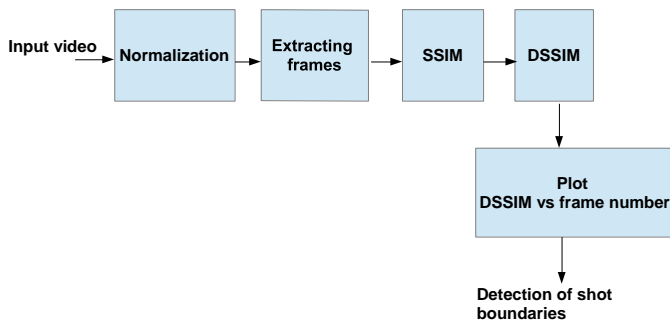 Input video
Normalization
Extracting
frames
SSIM
DSSIM
Plot
DSSIM vs frame number
Detection of shot
boundaries